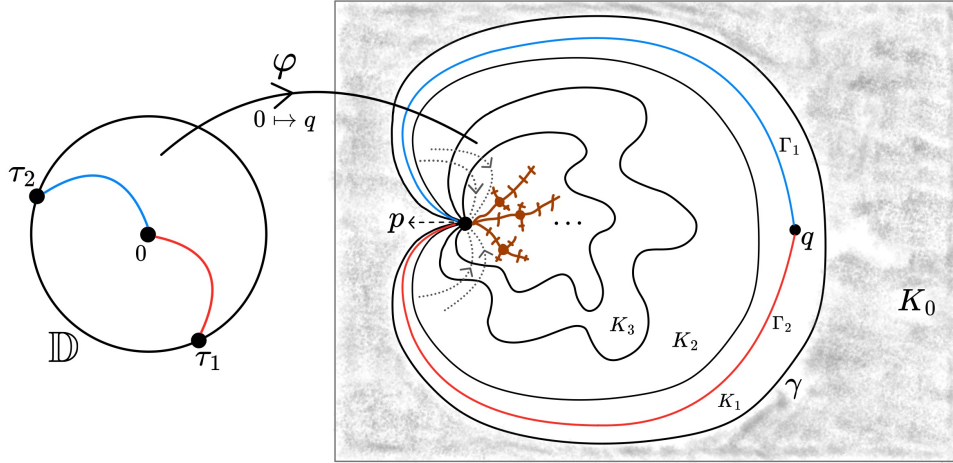 φ
0 ↦ q
τ₂
0
τ₁
𝔻
p
...
Γ₁
q
Γ₂
K₀
K₃
K₂
K₁
γ